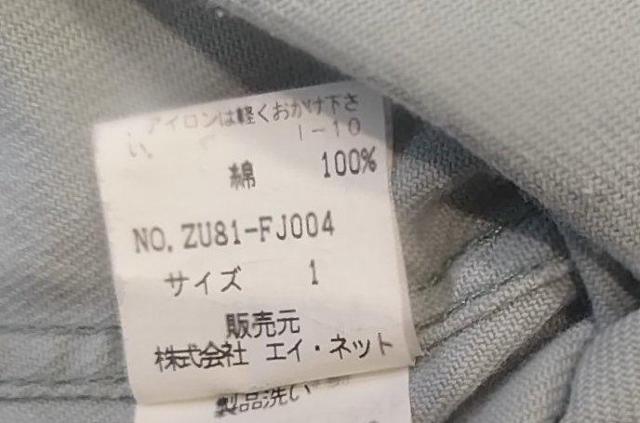 アイロンは軽くおかけ下さ
い。 I-10
綿 100%
NO.ZU81-FJ004
サイズ 1
販売元
株式会社 エイ・ネット
製品洗い